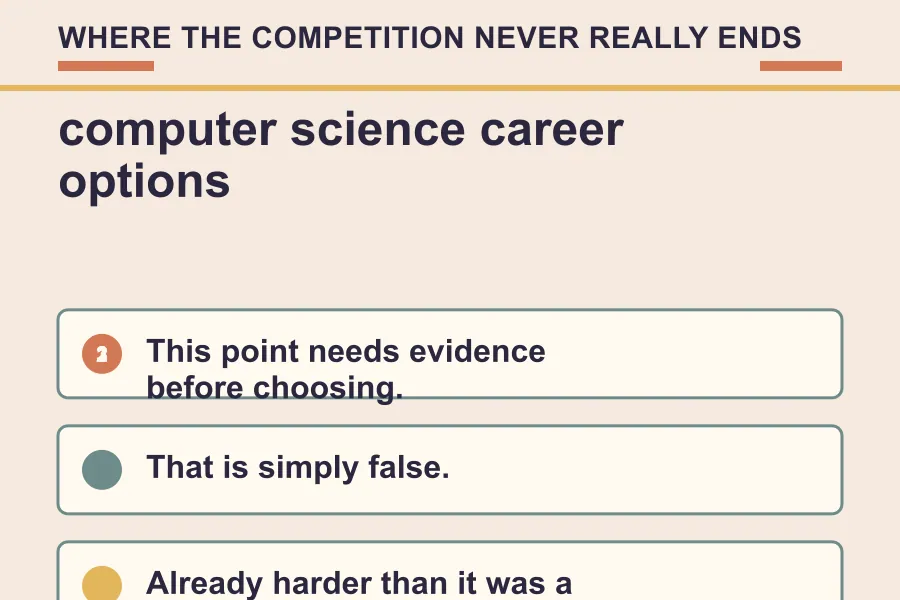 WHERE THE COMPETITION NEVER REALLY ENDS
computer science career
options
This point needs evidence
before choosing.
That is simply false.
Already harder than it was a